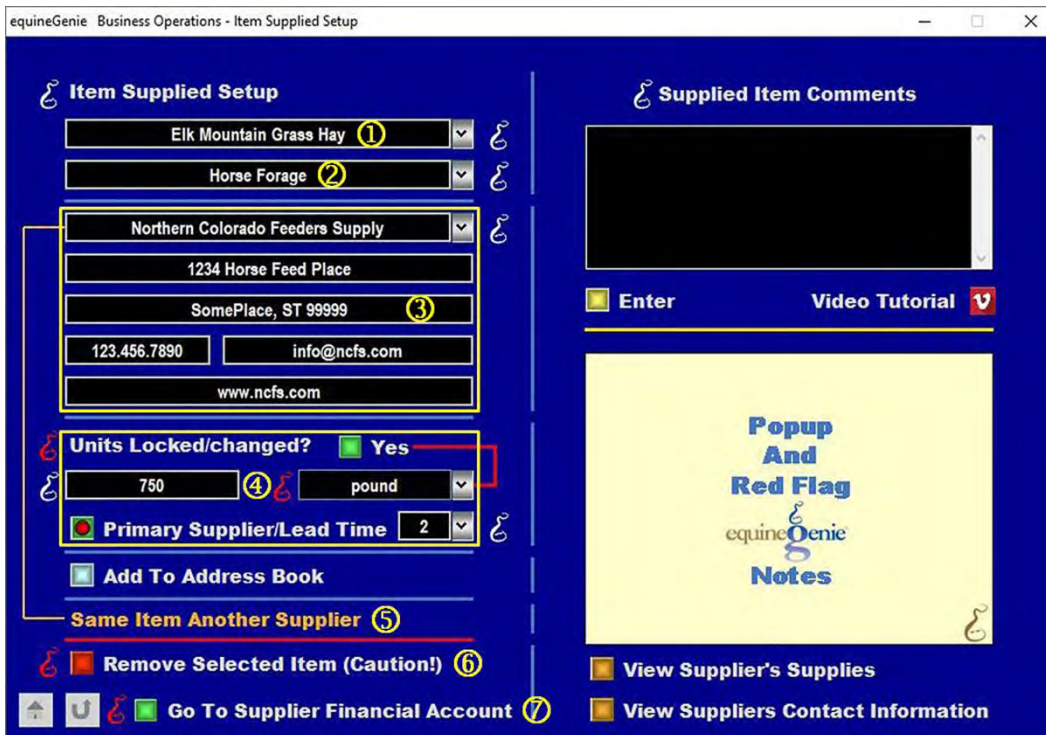 equineGenie Business Operations - Item Supplied Setup
Item Supplied Setup
Elk Mountain Grass Hay ①
Horse Forage ②
Northern Colorado Feeders Supply
1234 Horse Feed Place
SomePlace, ST 99999 ③
123.456.7890 info@ncfs.com
www.ncfs.com
Units Locked/changed? Yes
750 ④ pound
Primary Supplier/Lead Time 2
Add To Address Book
Same Item Another Supplier ⑤
Remove Selected Item (Caution!) ⑥
Go To Supplier Financial Account ⑦
Supplied Item Comments
Enter Video Tutorial
Popup
And
Red Flag
equineGenie
Notes
View Supplier's Supplies
View Suppliers Contact Information